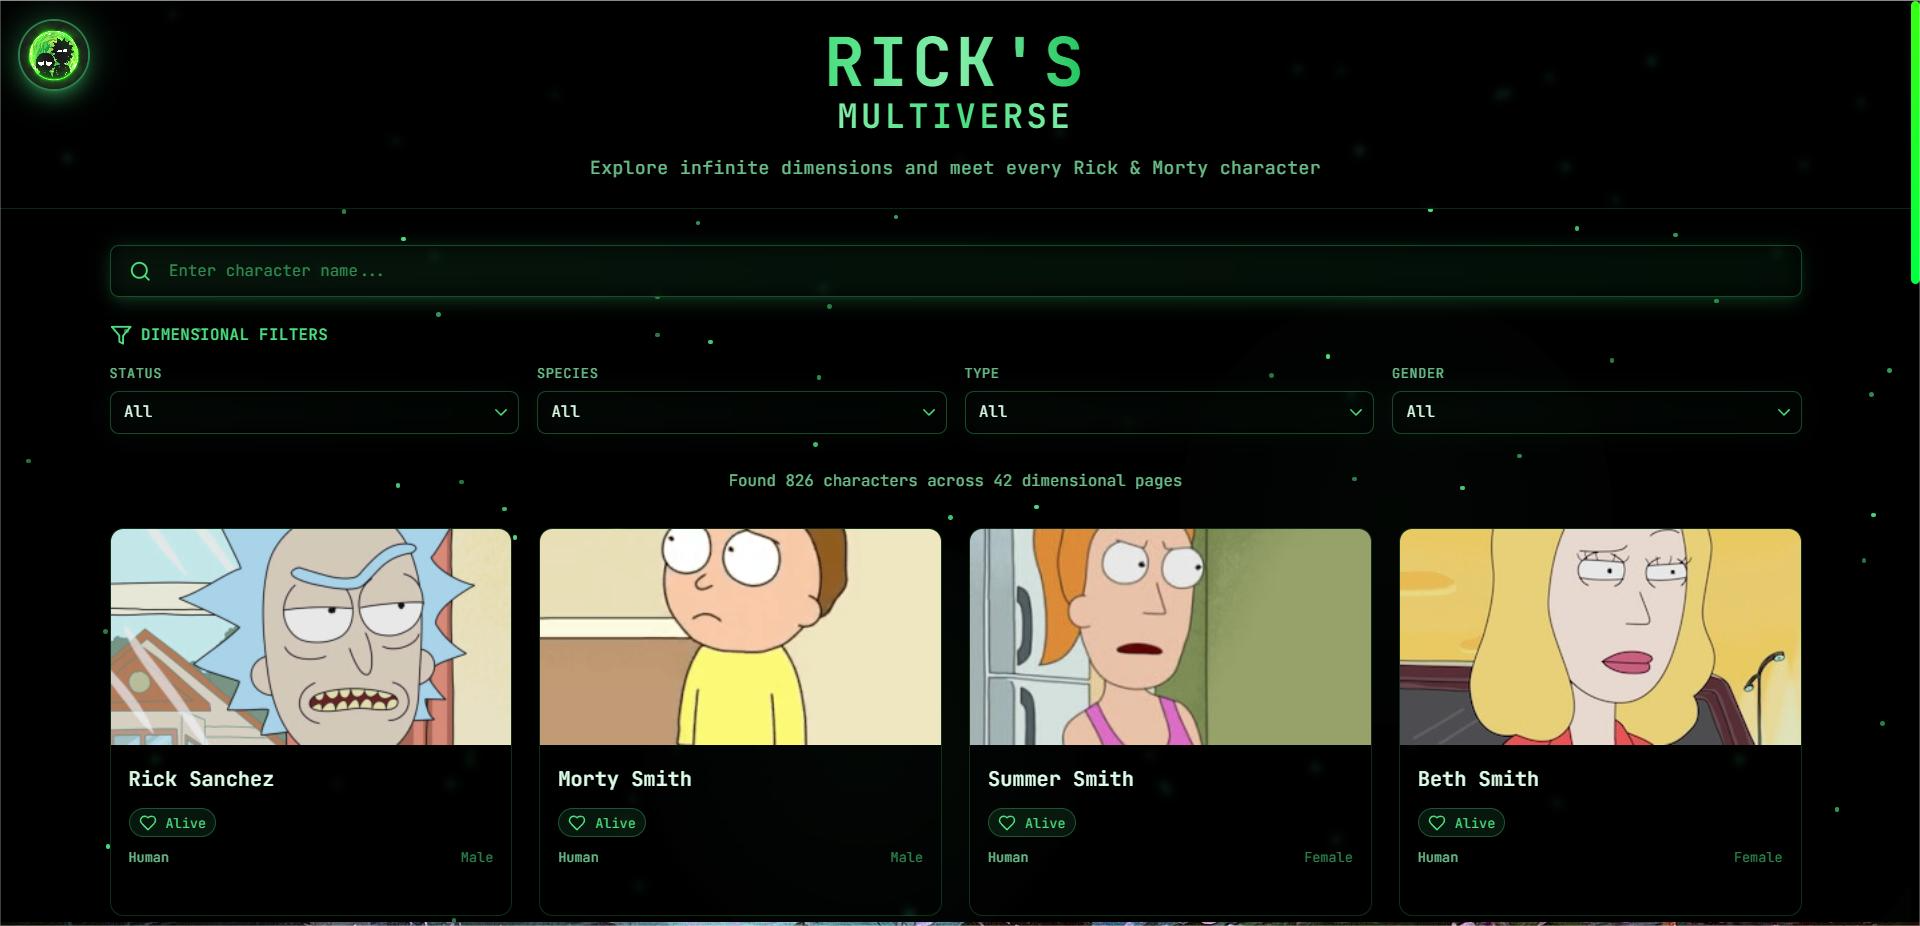 RICK'S
MULTIVERSE
Explore infinite dimensions and meet every Rick & Morty character
Enter character name...
DIMENSIONAL FILTERS
STATUS
SPECIES
TYPE
GENDER
All
All
All
All
Found 826 characters across 42 dimensional pages
Rick Sanchez
Alive
Human
Male
Morty Smith
Alive
Human
Male
Summer Smith
Alive
Human
Female
Beth Smith
Alive
Human
Female